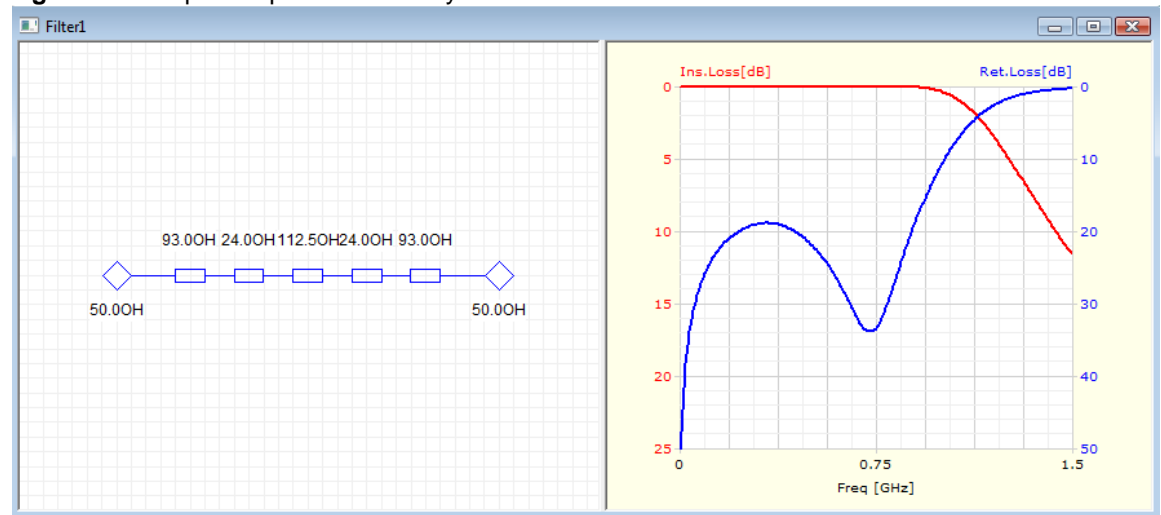 Filter1
93.0OH 24.0OH 112.5OH 24.0OH 93.0OH
50.0OH 50.0OH
Ins.Loss[dB] Ret.Loss[dB]
0 0
5 10
10 20
15 30
20 40
25 50
0 0.75 1.5
Freq [GHz]